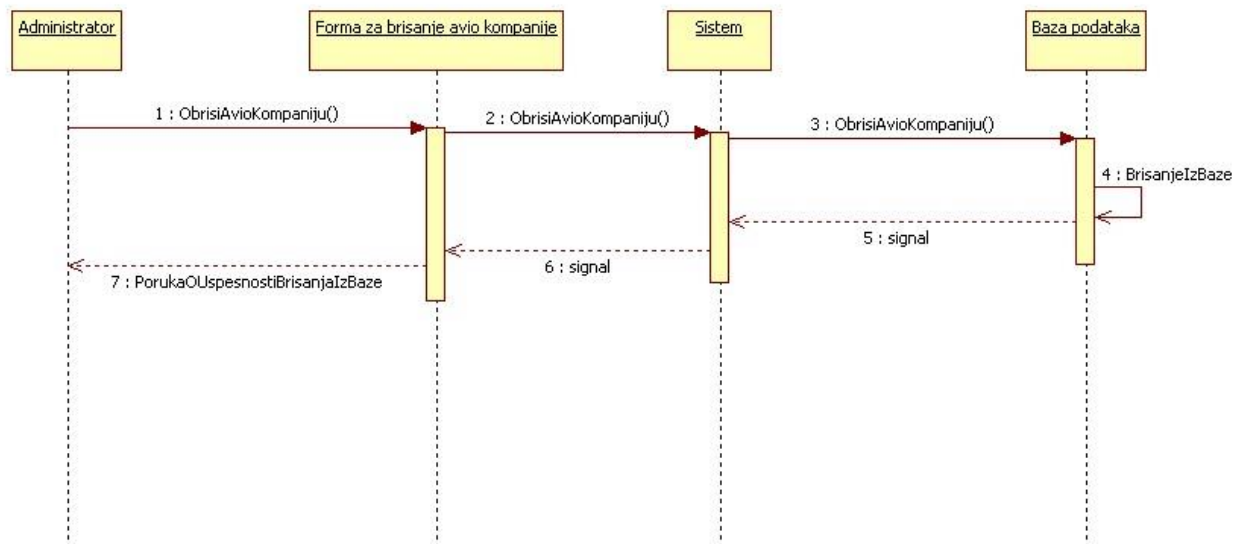 Administrator
Forma za brisanje avio kompanije
Sistem
Baza podataka
1 : ObrisiAvioKompaniju()
2 : ObrisiAvioKompaniju()
3 : ObrisiAvioKompaniju()
4 : BrisanjeIzBaze
5 : signal
6 : signal
7 : PorukaOUspesnostiBrisanjaIzBaze